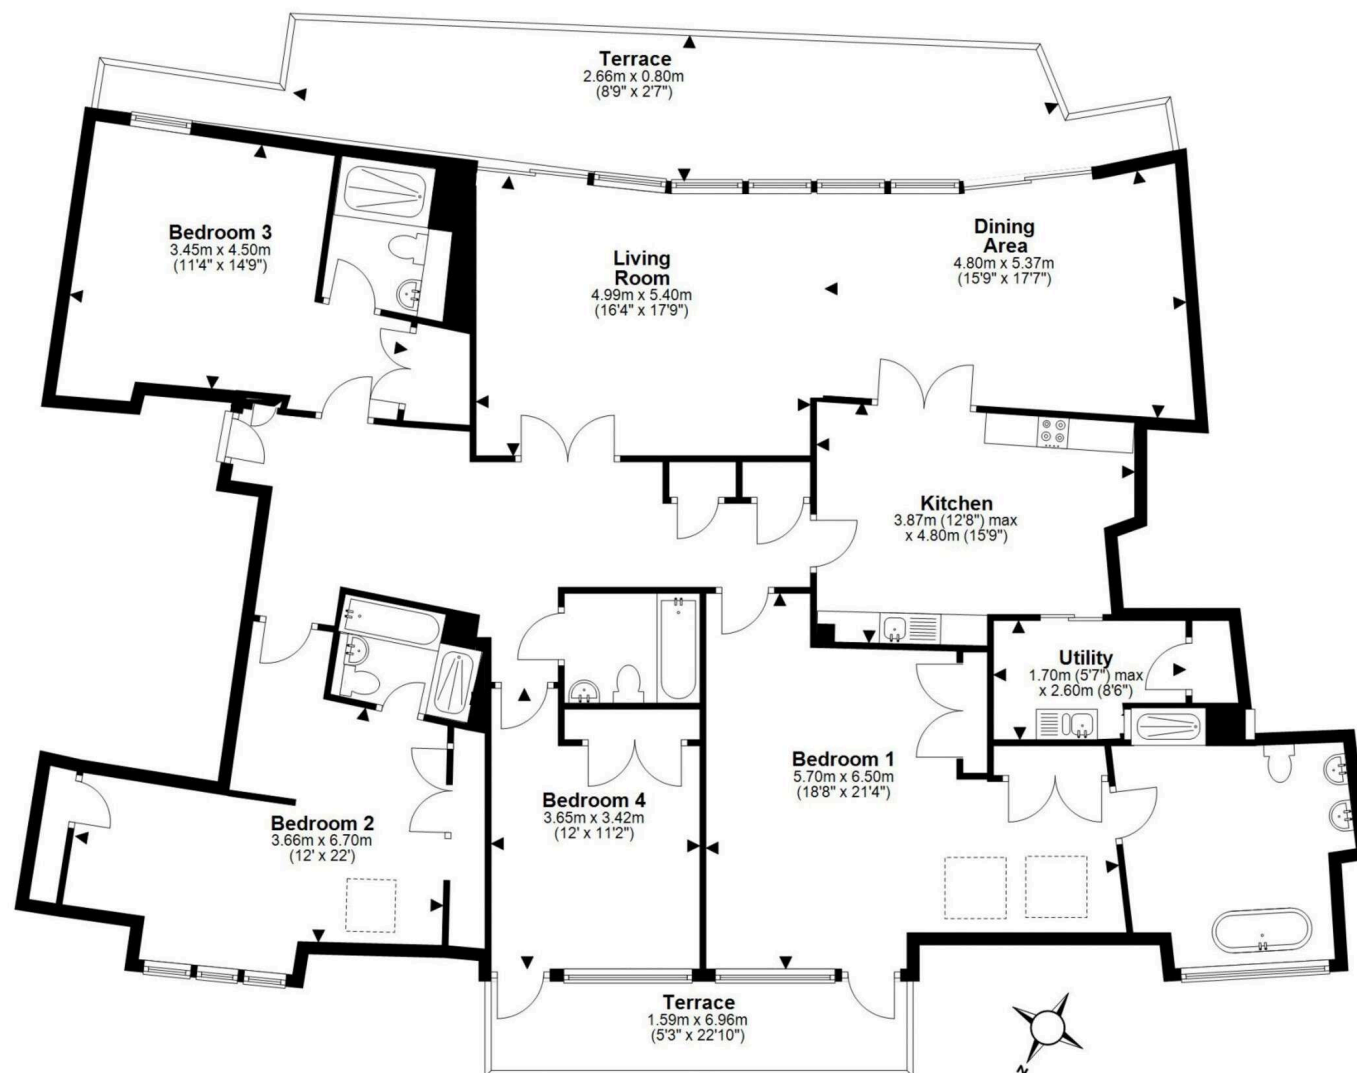 Terrace
2.66m x 0.80m
(8'9" x 2'7")
Bedroom 3
3.45m x 4.50m
(11'4" x 14'9")
Living
Room
4.99m x 5.40m
(16'4" x 17'9")
Dining
Area
4.80m x 5.37m
(15'9" x 17'7")
Kitchen
3.87m (12'8") max
x 4.80m (15'9")
Utility
1.70m (5'7") max
x 2.60m (8'6")
Bedroom 1
5.70m x 6.50m
(18'8" x 21'4")
Bedroom 4
3.65m x 3.42m
(12' x 11'2")
Bedroom 2
3.66m x 6.70m
(12' x 22')
Terrace
1.59m x 6.96m
(5'3" x 22'10")
N